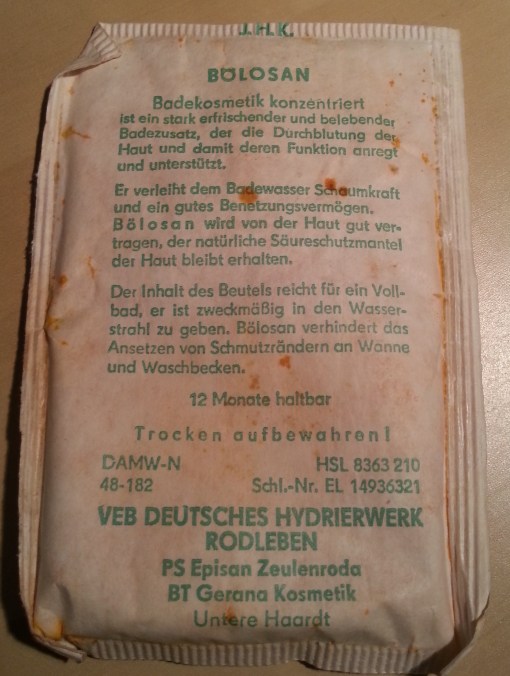 J.H.K.
BÖLOSAN
Badekosmetik konzentriert
ist ein stark erfrischender und belebender
Badezusatz, der die Durchblutung der
Haut und damit deren Funktion anregt
und unterstützt.
Er verleiht dem Badewasser Schaumkraft
und ein gutes Benetzungsvermögen.
Bölosan wird von der Haut gut ver-
tragen, der natürliche Säureschutzmantel
der Haut bleibt erhalten.
Der Inhalt des Beutels reicht für ein Voll-
bad, er ist zweckmäßig in den Wasser-
strahl zu geben. Bölosan verhindert das
Ansetzen von Schmutzrändern an Wanne
und Waschbecken.
12 Monate haltbar
Trocken aufbewahren!
DAMW-N HSL 8363 210
48-182 Schl.-Nr. EL 14936321
VEB DEUTSCHES HYDRIERWERK
RODLEBEN
PS Episan Zeulenroda
BT Gerana Kosmetik
Untere Haardt